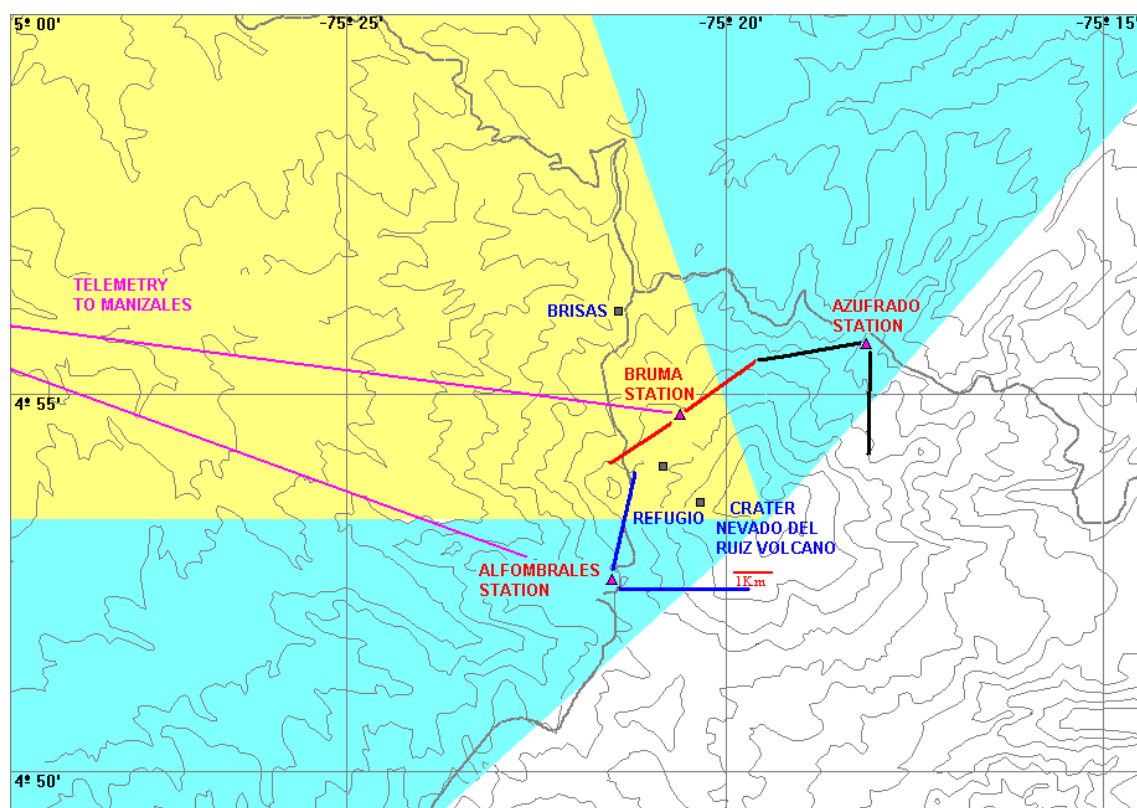 5º 00'
-75º 25'
-75º 20'
-75º 15'
TELEMETRY
TO MANIZALES
BRISAS
AZUFRADO
STATION
BRUMA
STATION
4º 55'
REFUGIO
CRATER
NEVADO DEL
RUIZ VOLCANO
ALFOMBRALES
STATION
1Km
4º 50'